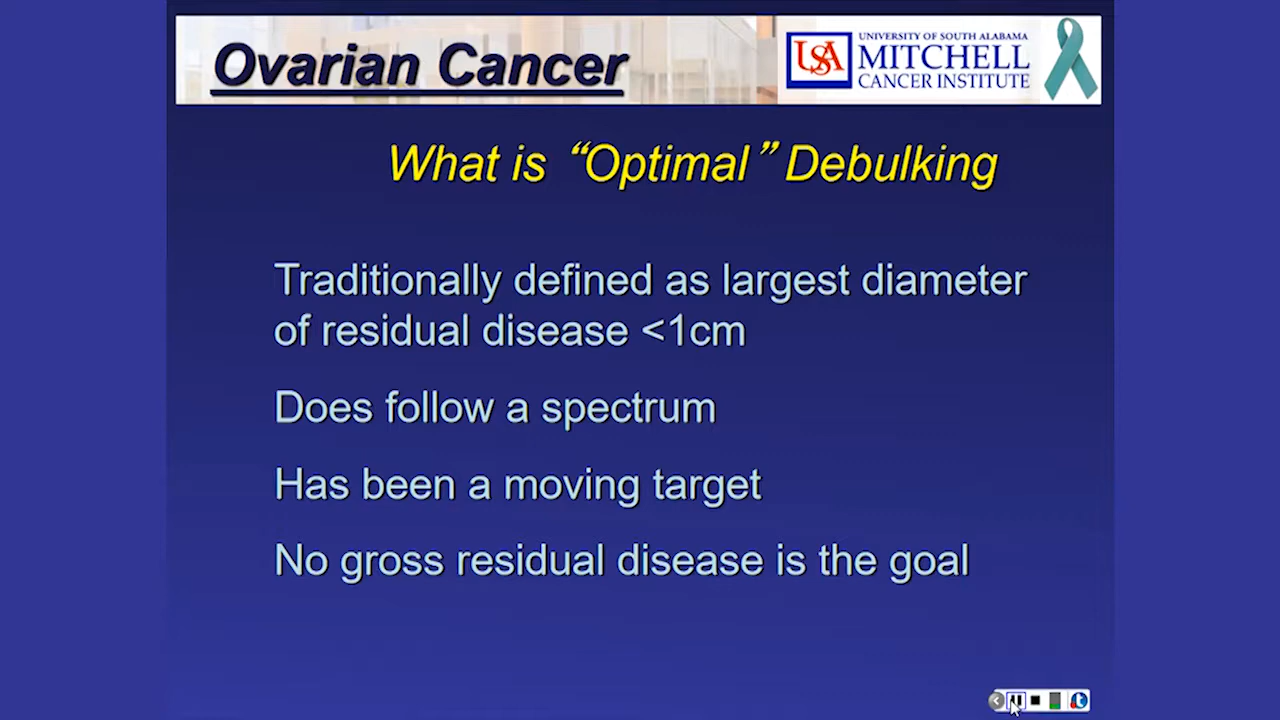 Ovarian Cancer
USA
UNIVERSITY OF SOUTH ALABAMA
MITCHELL
CANCER INSTITUTE
What is “Optimal” Debulking
Traditionally defined as largest diameter
of residual disease <1cm
Does follow a spectrum
Has been a moving target
No gross residual disease is the goal